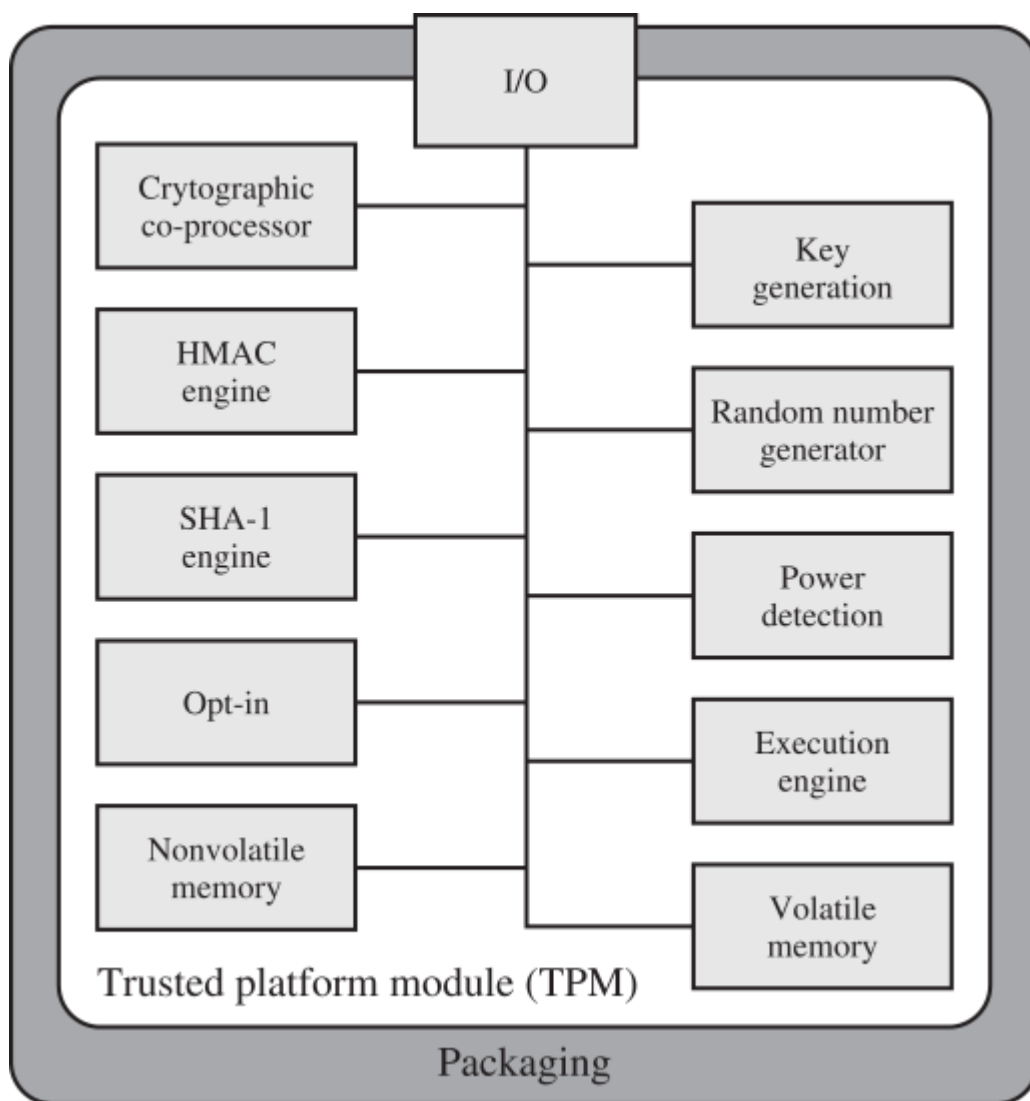 I/O
Crytographic
co-processor
HMAC
engine
SHA-1
engine
Opt-in
Nonvolatile
memory
Key
generation
Random number
generator
Power
detection
Execution
engine
Volatile
memory
Trusted platform module (TPM)
Packaging